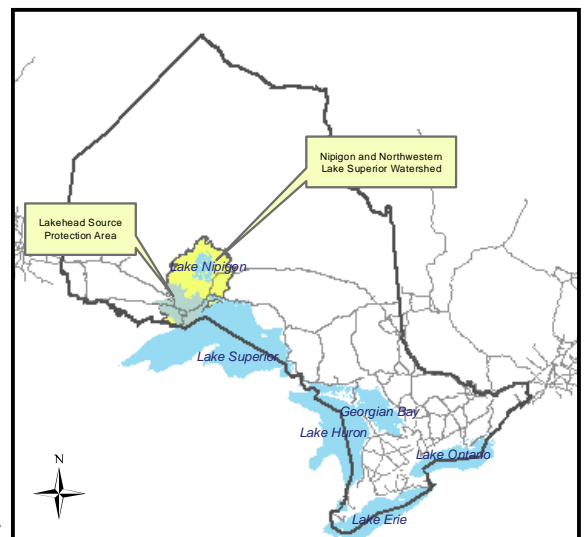 Nipigon and Northwestern
Lake Superior Watershed
Lakehead Source
Protection Area
Lake Nipigon
Lake Superior
Georgian Bay
Lake Huron
Lake Ontario
N
Lake Erie